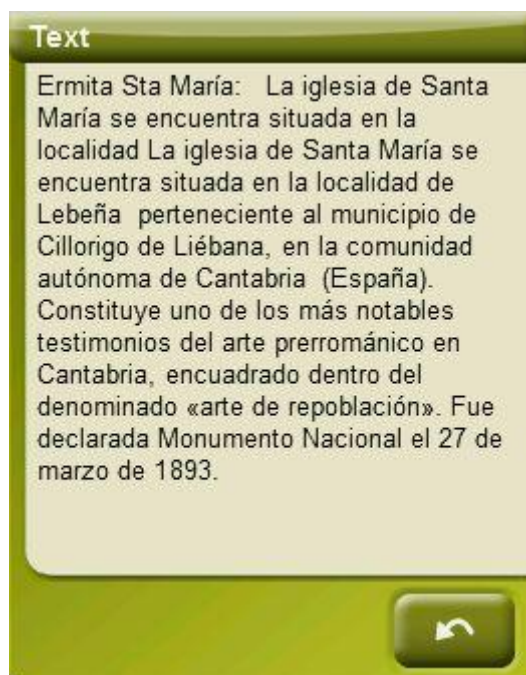 Text
Ermita Sta María:   La iglesia de Santa
María se encuentra situada en la
localidad La iglesia de Santa María se
encuentra situada en la localidad de
Lebeña  perteneciente al municipio de
Cillorigo de Liébana, en la comunidad
autónoma de Cantabria  (España).
Constituye uno de los más notables
testimonios del arte prerrománico en
Cantabria, encuadrado dentro del
denominado «arte de repoblación». Fue
declarada Monumento Nacional el 27 de
marzo de 1893.